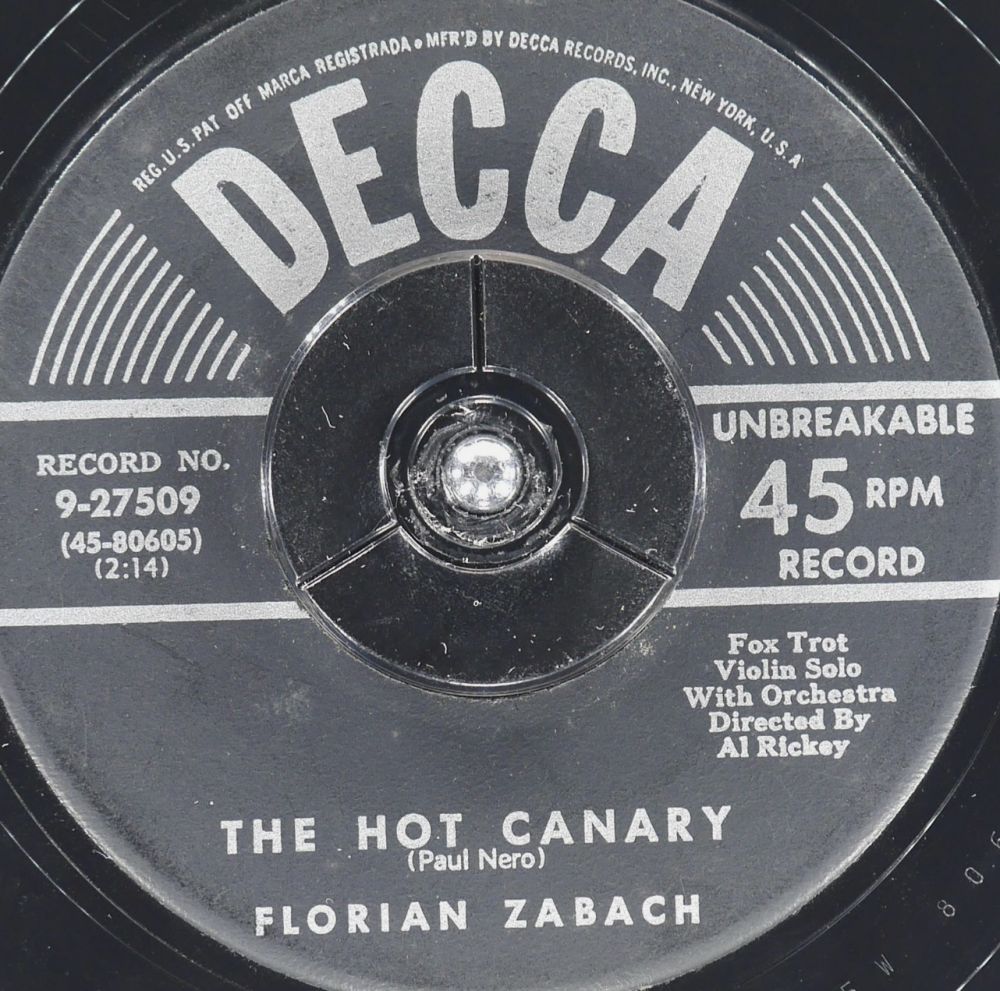 REG. U.S. PAT OFF MARCA REGISTRADA • MFR'D BY DECCA RECORDS, INC., NEW YORK, U.S.A
DECCA
RECORD NO.
9-27509
(45-80605)
(2:14)
UNBREAKABLE
45 RPM
RECORD
Fox Trot
Violin Solo
With Orchestra
Directed By
Al Rickey
THE HOT CANARY
(Paul Nero)
FLORIAN ZABACH